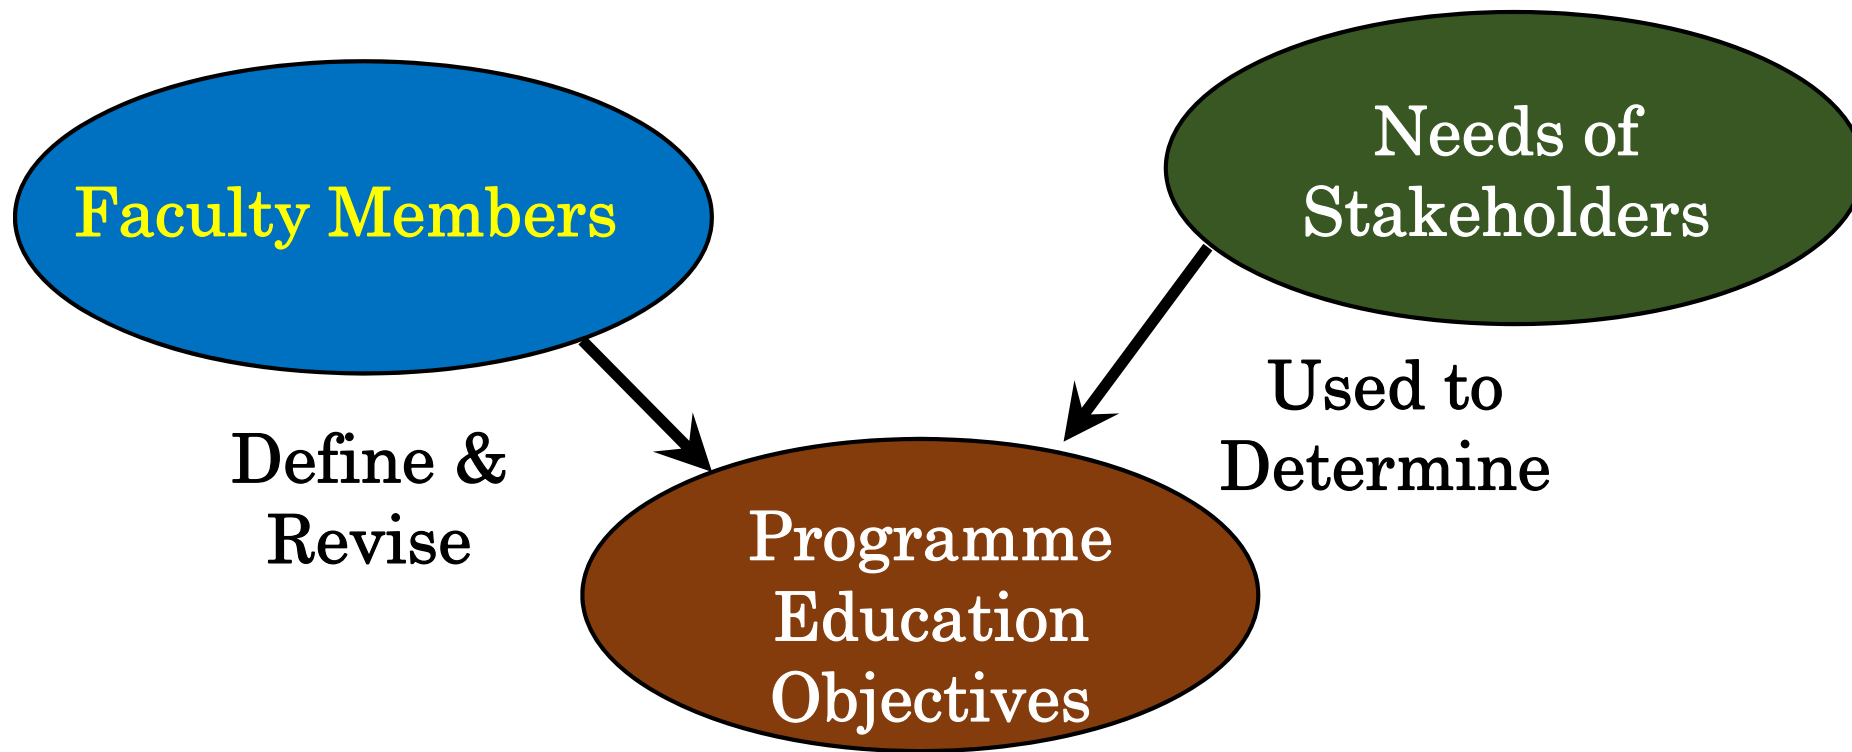 Faculty Members
Needs of
Stakeholders
Define &
Revise
Used to
Determine
Programme
Education
Objectives